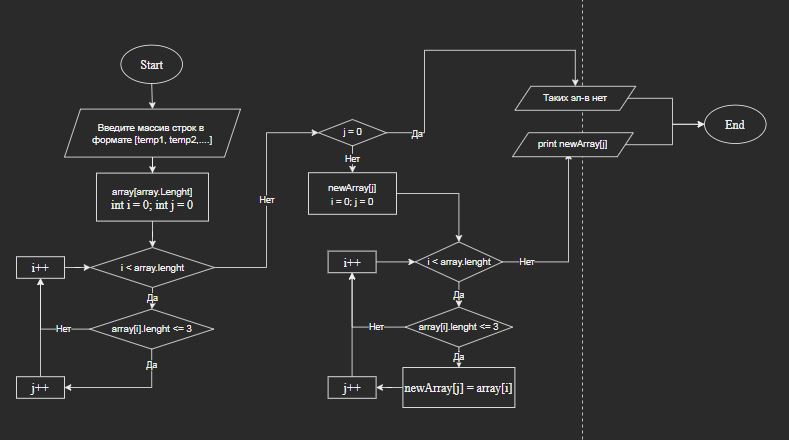 Start
Введите массив строк в
формате [temp1, temp2,....]
array[array.Lenght]
int i = 0; int j = 0
i++
i < array.lenght
Нет
Да
array[i].lenght <= 3
Нет
Да
j++
j = 0
Да
Нет
newArray[j]
i = 0; j = 0
i++
i < array.lenght
Нет
Да
array[i].lenght <= 3
Нет
Да
j++
newArray[j] = array[i]
Таких эл-в нет
print newArray[j]
End